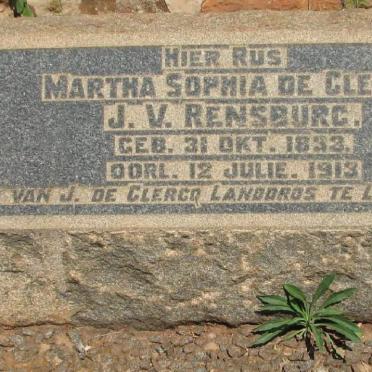 HIER RUS
MARTHA SOPHIA DE CLE
J. V. RENSBURG.
GEB. 31 OKT. 1833.
OORL. 12 JULIE. 1913
VAN J. DE CLERCQ LANDDROS TE L